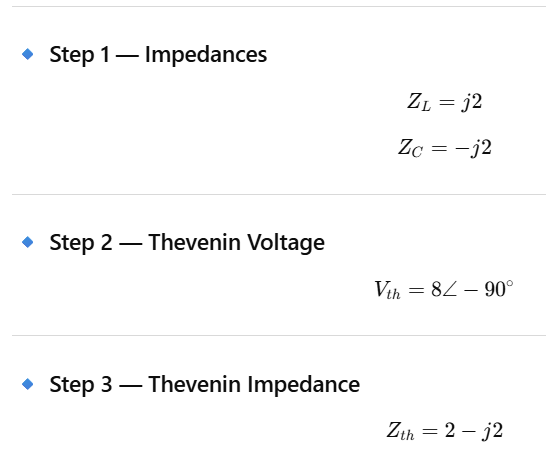 Step 1 — Impedances
Z_L = j2
Z_C = −j2
Step 2 — Thevenin Voltage
V_th = 8∠ − 90°
Step 3 — Thevenin Impedance
Z_th = 2 − j2